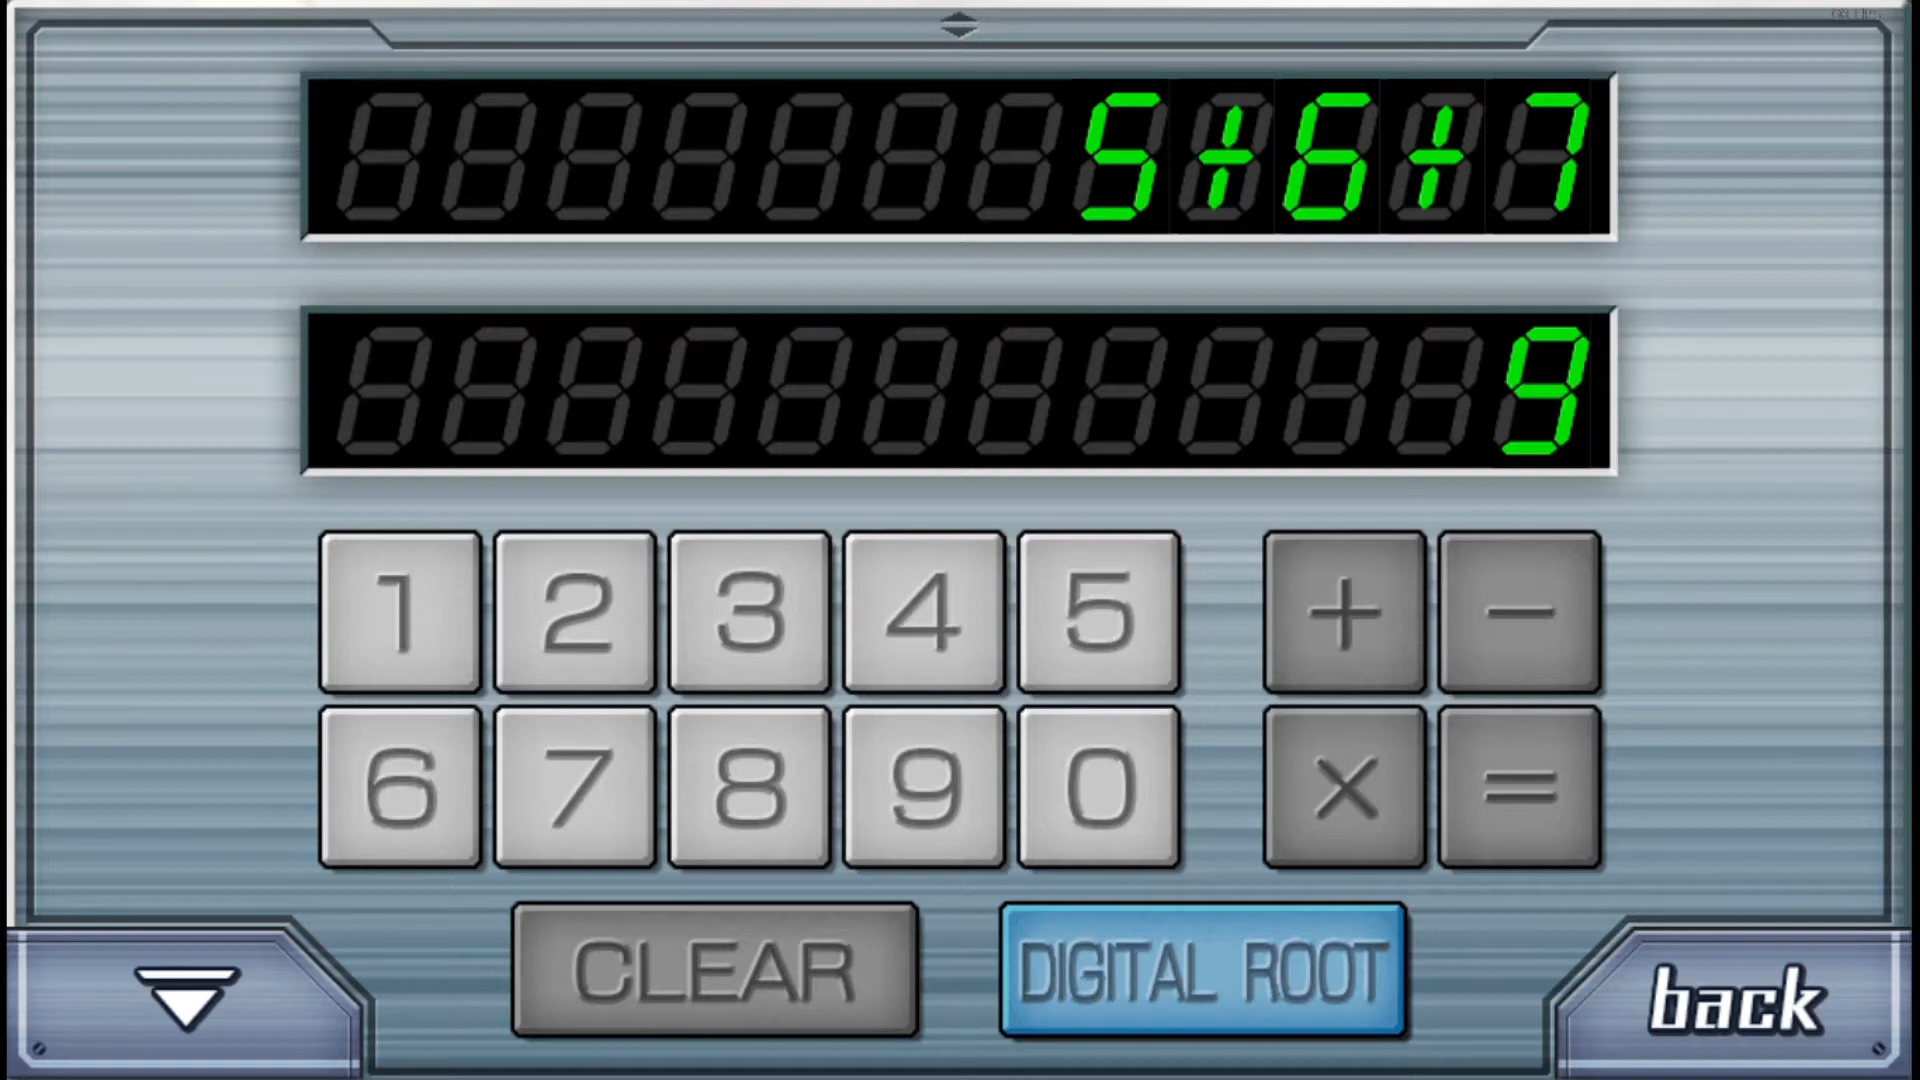 5+6+7
9
1 2 3 4 5 + -
6 7 8 9 0 × =
CLEAR DIGITAL ROOT
back